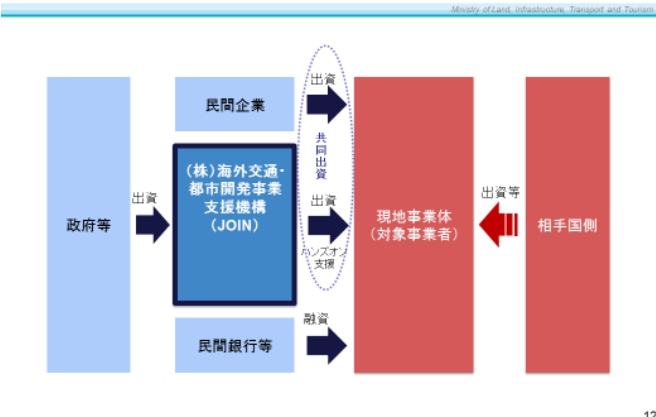 Ministry of Land, Infrastructure, Transport and Tourism
政府等
出資
民間企業
出資
共同出資
(株)海外交通・
都市開発事業
支援機構
(JOIN)
出資
ハンズオン
支援
民間銀行等
融資
現地事業体
(対象事業者)
出資等
相手国側
12